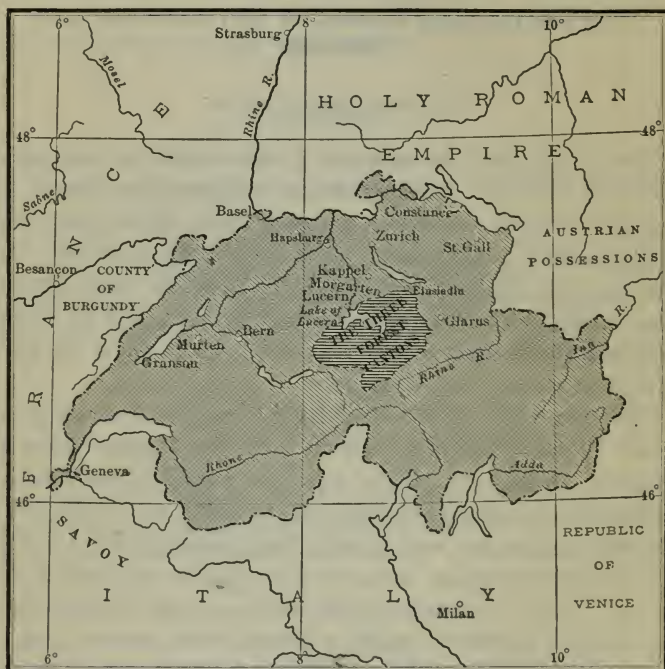 6°
8°
10°
Strasburg
Mosel
Rhine R.
HOLY ROMAN
EMPIRE
48°
48°
Saône
FRANCE
Basel
Constance
Hapsburg
Zurich
St. Gall
AUSTRIAN
POSSESSIONS
Besançon
COUNTY
OF
BURGUNDY
Kappel
Morgarten
Einsiedln
Lucern
Lake of
Lucern
THE THREE
FOREST
CANTONS
Glarus
Bern
Murten
Granson
Rhine R.
Inn R.
Geneva
Rhone
Adda
46°
46°
SAVOY
ITALY
Milan
REPUBLIC
OF
VENICE
6°
8°
10°